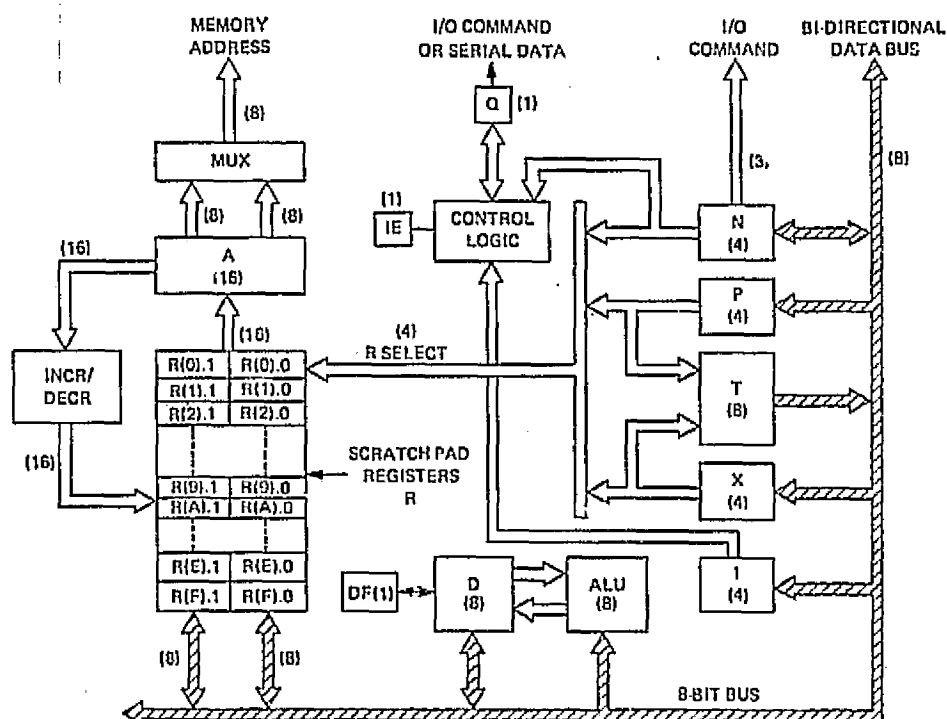 MEMORY
ADDRESS
I/O COMMAND
OR SERIAL DATA
I/O
COMMAND
BI-DIRECTIONAL
DATA BUS
(8)
Q
(1)
MUX
(3)
(8)
(8)
(8)
(1)
IE
CONTROL
LOGIC
N
(4)
(16)
A
(16)
P
(4)
(16)
(4)
R SELECT
INCR/
DECR
R(0).1
R(0).0
R(1).1
R(1).0
R(2).1
R(2).0
T
(8)
(16)
SCRATCH PAD
REGISTERS
R
R(9).1
R(9).0
R(A).1
R(A).0
X
(4)
R(E).1
R(E).0
R(F).1
R(F).0
DF(1)
D
(8)
ALU
(8)
I
(4)
(8)
(8)
8-BIT BUS